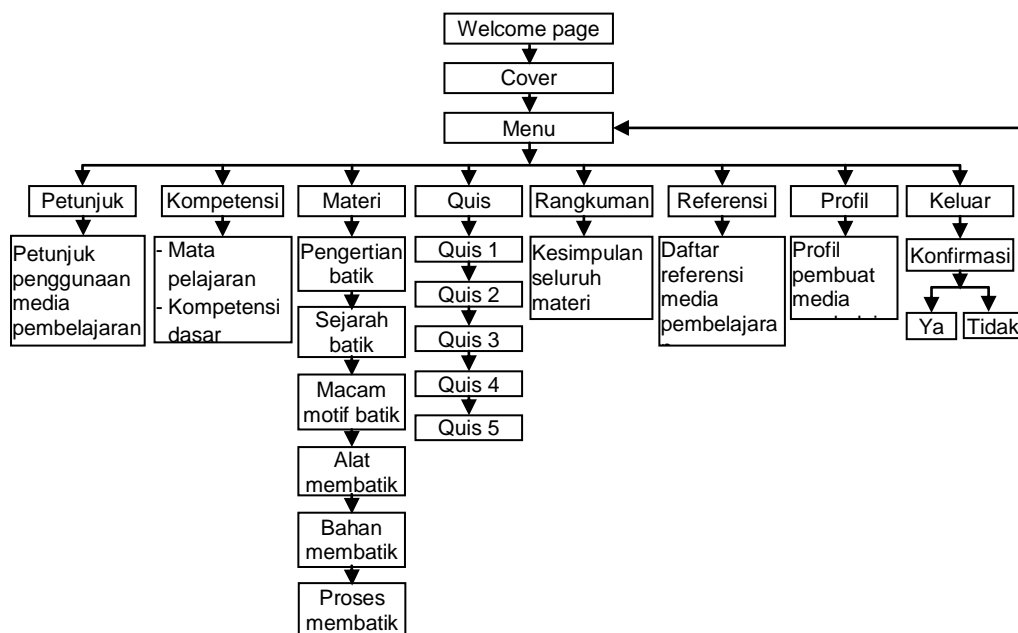 Welcome page
Cover
Menu
Petunjuk
Kompetensi
Materi
Quis
Rangkuman
Referensi
Profil
Keluar
Petunjuk
penggunaan
media
pembelajaran
- Mata
pelajaran
- Kompetensi
dasar
Pengertian
batik
Sejarah
batik
Macam
motif batik
Alat
membatik
Bahan
membatik
Proses
membatik
Quis 1
Quis 2
Quis 3
Quis 4
Quis 5
Kesimpulan
seluruh
materi
Daftar
referensi
media
pembelajara
Profil
pembuat
media
Konfirmasi
Ya
Tidak